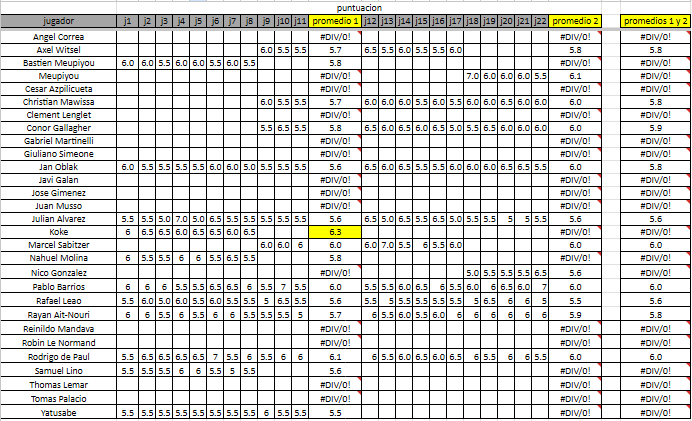 puntuacion
jugador j1 j2 j3 j4 j5 j6 j7 j8 j9 j10 j11 promedio 1 j12 j13 j14 j15 j16 j17 j18 j19 j20 j21 j22 promedio 2 promedios 1 y 2
Angel Correa #DIV/0! #DIV/0! #DIV/0!
Axel Witsel 6.0 5.5 5.5 5.7 6.5 5.5 6.0 5.5 5.5 6.0 5.8 5.8
Bastien Meupiyou 6.0 6.0 5.5 6.0 6.0 5.5 6.0 5.5 5.8 #DIV/0! #DIV/0!
Meupiyou #DIV/0! 7.0 6.0 6.0 6.0 5.5 6.1 #DIV/0!
Cesar Azpilicueta #DIV/0! #DIV/0! #DIV/0!
Christian Mawissa 6.0 5.5 5.5 5.7 6.0 6.0 6.0 5.5 6.0 5.5 6.0 6.0 6.5 6.0 6.0 6.0 5.8
Clement Lenglet #DIV/0! #DIV/0! #DIV/0!
Conor Gallagher 5.5 6.5 5.5 5.8 6.5 6.0 6.5 6.0 6.5 5.0 5.5 6.5 6.0 6.0 6.0 6.0 5.9
Gabriel Martinelli #DIV/0! #DIV/0! #DIV/0!
Giuliano Simeone #DIV/0! #DIV/0! #DIV/0!
Jan Oblak 6.0 5.5 5.5 5.5 5.5 6.0 6.0 5.0 5.5 5.5 5.5 5.6 6.5 6.0 6.5 5.5 5.5 6.0 6.0 6.5 6.5 5.5 6.0 6.0 5.8
Javi Galan #DIV/0! #DIV/0! #DIV/0!
Jose Gimenez #DIV/0! #DIV/0! #DIV/0!
Juan Musso #DIV/0! #DIV/0! #DIV/0!
Julian Alvarez 5.5 5.5 5.0 7.0 5.0 6.5 5.5 5.5 5.5 5.5 5.5 5.6 6.5 5.0 6.5 5.5 6.5 5.0 5.5 5.5 5 5.5 5.6 5.6
Koke 6 6.5 6.5 6.0 6.5 6.5 6.0 6.5 6.3 #DIV/0! #DIV/0!
Marcel Sabitzer 6.0 6.0 6 6.0 6.0 7.0 5.5 6 5.5 6.0 6.0 6.0
Nahuel Molina 6 5.5 5.5 6 6 5.5 6.5 5.5 5.8 #DIV/0! #DIV/0!
Nico Gonzalez #DIV/0! 5.0 5.5 5.5 5.5 6.5 5.6 #DIV/0!
Pablo Barrios 6 6 6 5.5 5.5 6.5 6.5 6 5.5 7 5.5 6.0 5.5 5.5 6.0 6.5 6 5.5 6.0 6 6.5 6.0 7 6.0 6.0
Rafael Leao 5.5 6.0 5.0 6.0 5.5 6.0 5.5 5.5 5 6.5 5.5 5.6 5.5 5 5.5 5.5 5.5 5.5 5 6.5 6 6 5 5.5 5.6
Rayan Ait-Nouri 6 6 5.5 6 5.5 6 6 5.5 5.5 5.5 5 5.7 6 5.5 6.0 5.5 6.0 6 6 6 6 6 5.9 5.8
Reinildo Mandava #DIV/0! #DIV/0! #DIV/0!
Robin Le Normand #DIV/0! #DIV/0! #DIV/0!
Rodrigo de Paul 5.5 6.5 6.5 6.5 6.5 7 5.5 6 5.5 6 6 6.1 6 5.5 6.0 6.5 6.0 6.5 6 5.5 6 6 5.5 6.0 6.0
Samuel Lino 5.5 5.5 5.5 6 6 5.5 5 5.5 5.6 #DIV/0! #DIV/0!
Thomas Lemar #DIV/0! #DIV/0! #DIV/0!
Tomas Palacio #DIV/0! #DIV/0! #DIV/0!
Yatusabe 5.5 5.5 5.5 5.5 5.5 5.5 5.5 5.5 6 5.5 5.5 5.5 #DIV/0! #DIV/0!